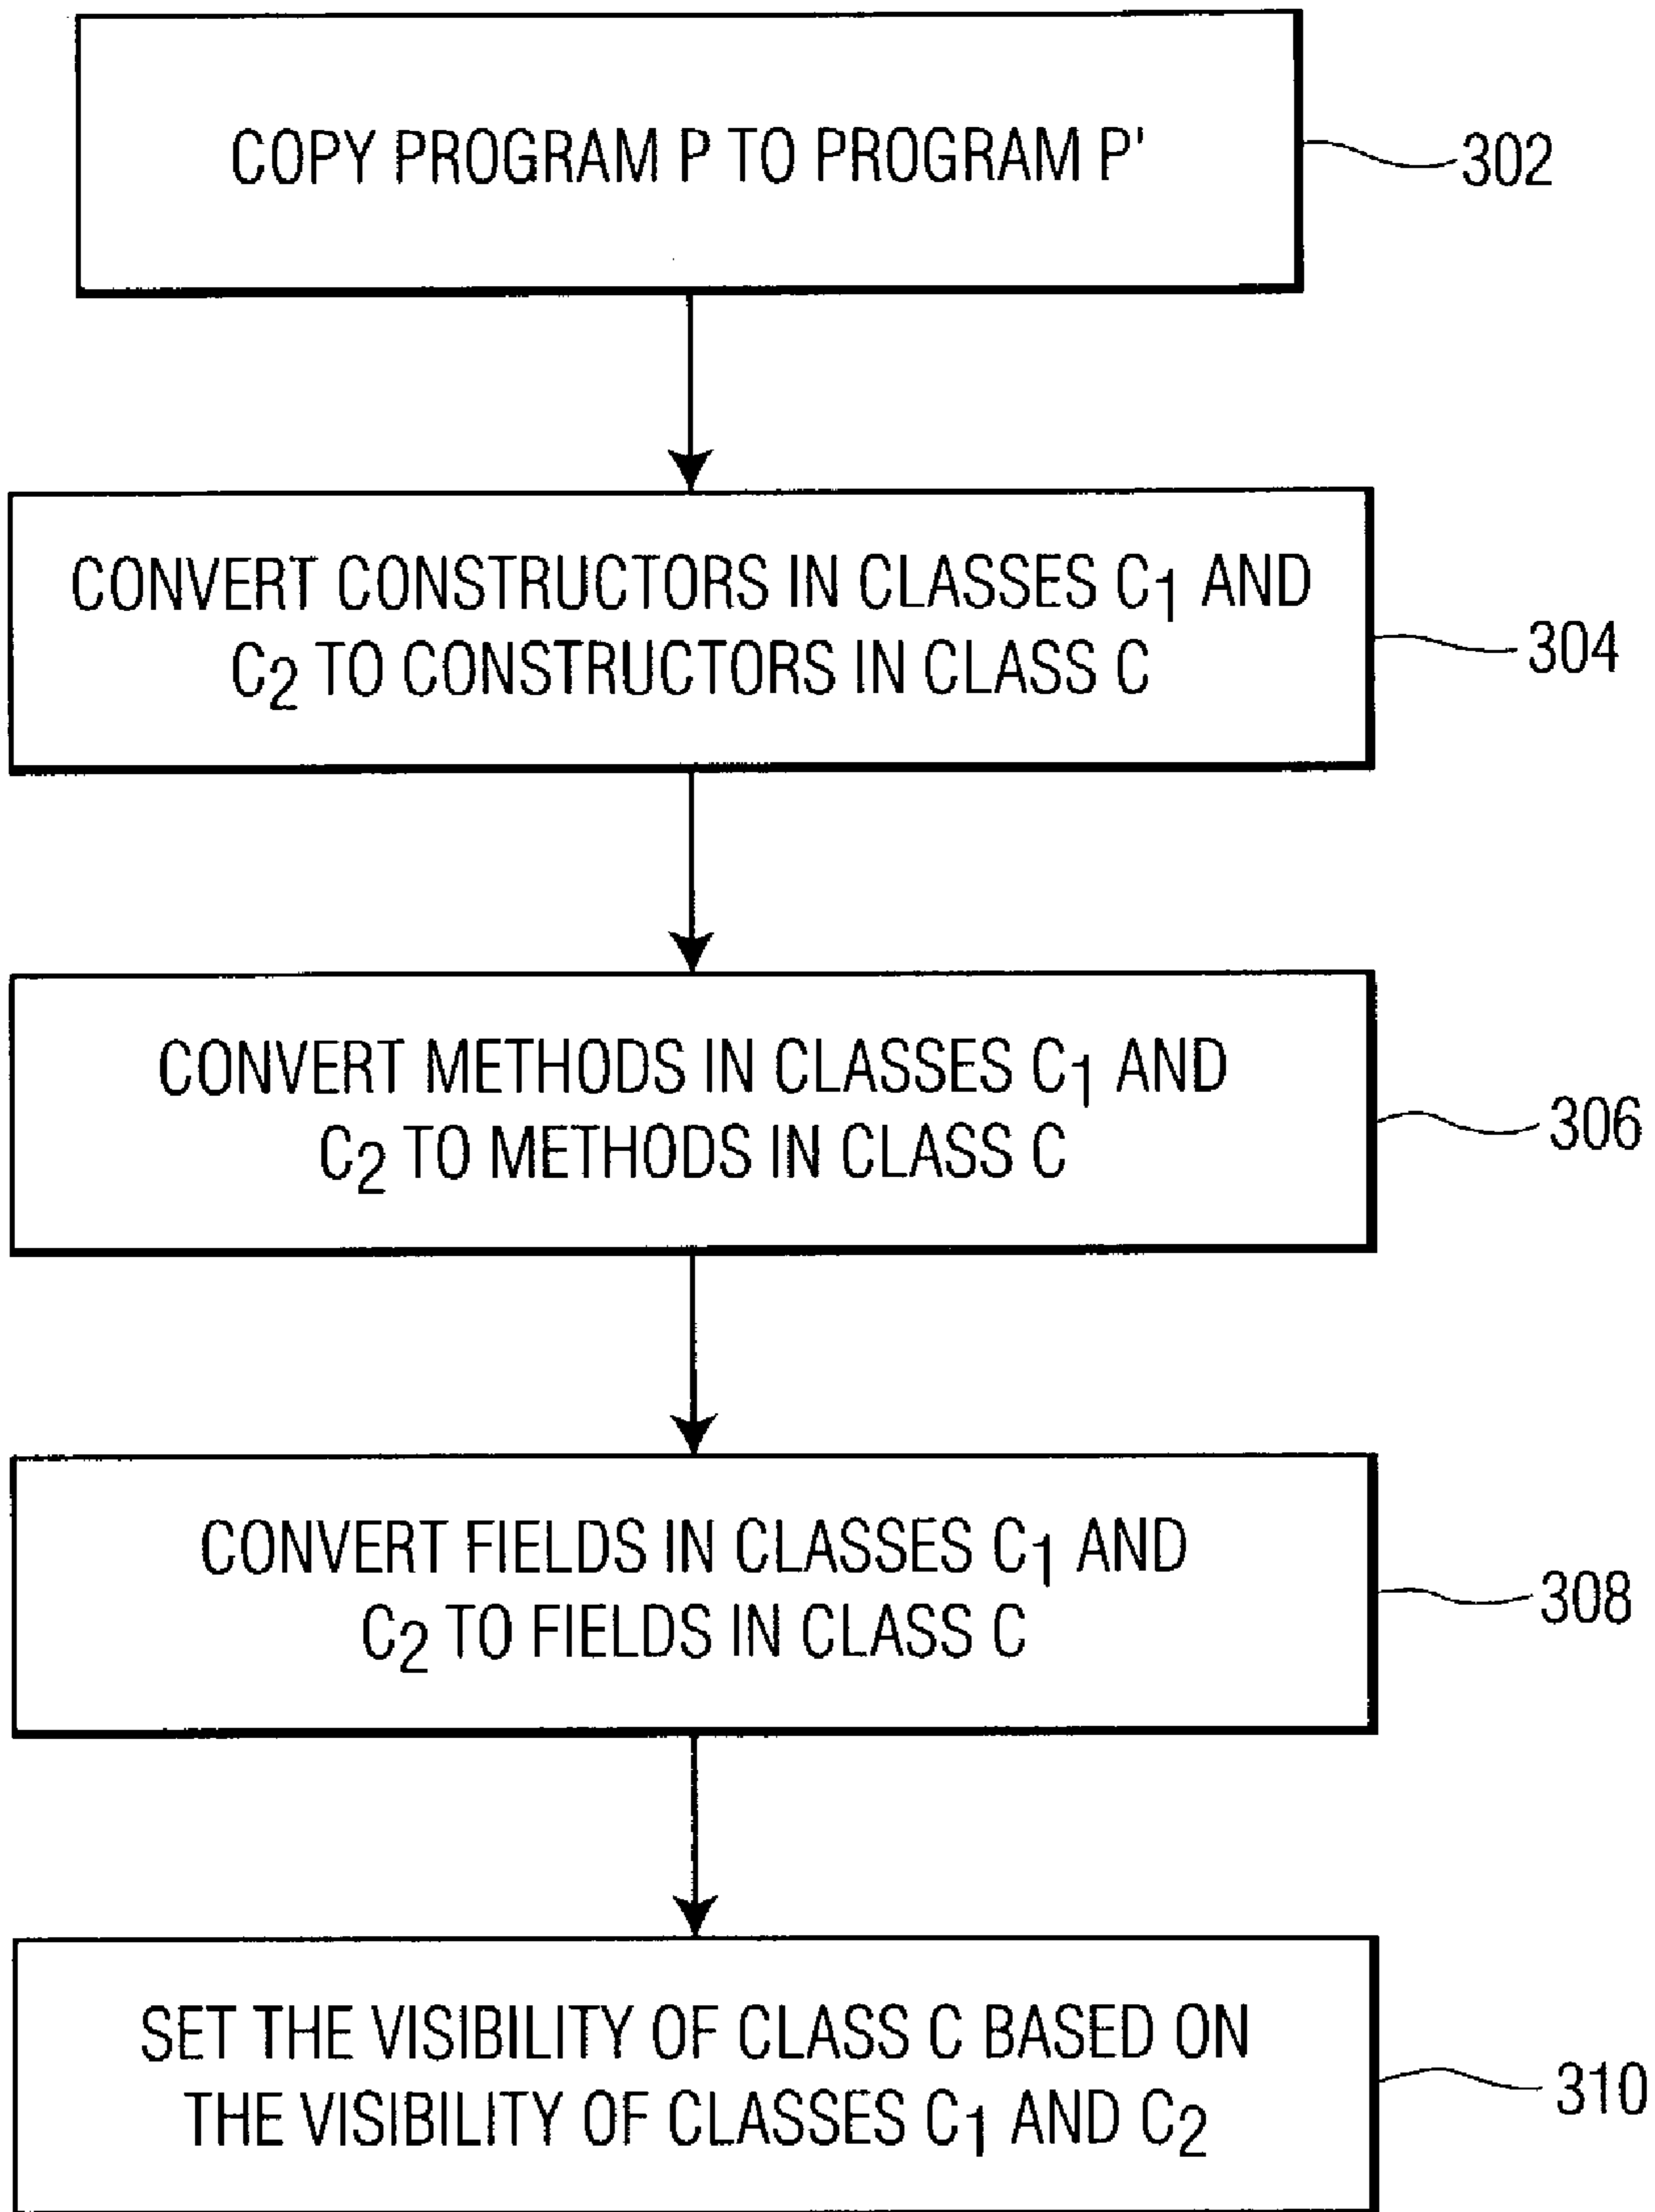 COPY PROGRAM P TO PROGRAM P'
302
CONVERT CONSTRUCTORS IN CLASSES C1 AND
C2 TO CONSTRUCTORS IN CLASS C
304
CONVERT METHODS IN CLASSES C1 AND
C2 TO METHODS IN CLASS C
306
CONVERT FIELDS IN CLASSES C1 AND
C2 TO FIELDS IN CLASS C
308
SET THE VISIBILITY OF CLASS C BASED ON
THE VISIBILITY OF CLASSES C1 AND C2
310